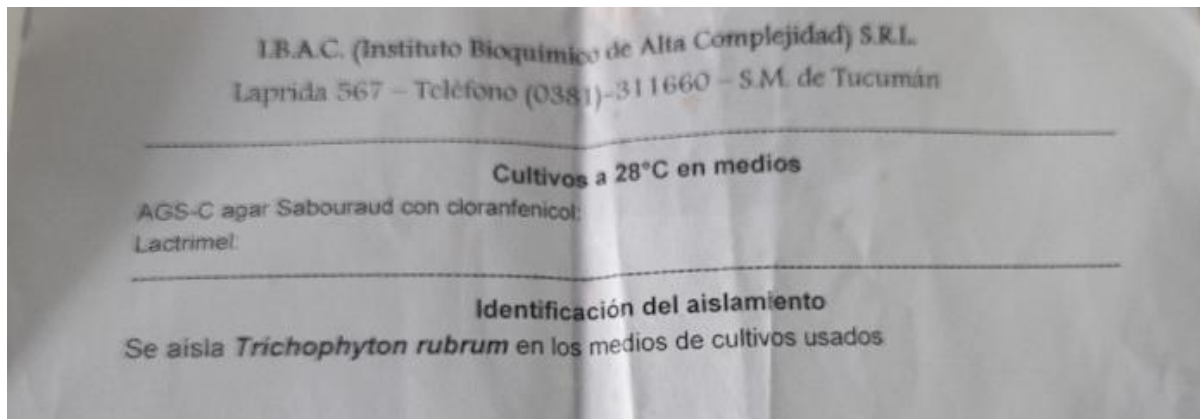 I.B.A.C. (Instituto Bioquímico de Alta Complejidad) S.R.L.
Laprida 567 – Teléfono (0381)-311660 – S.M. de Tucumán
Cultivos a 28°C en medios
AGS-C agar Sabouraud con cloranfenicol:
Lactrimel:
Identificación del aislamiento
Se aisla Trichophyton rubrum en los medios de cultivos usados